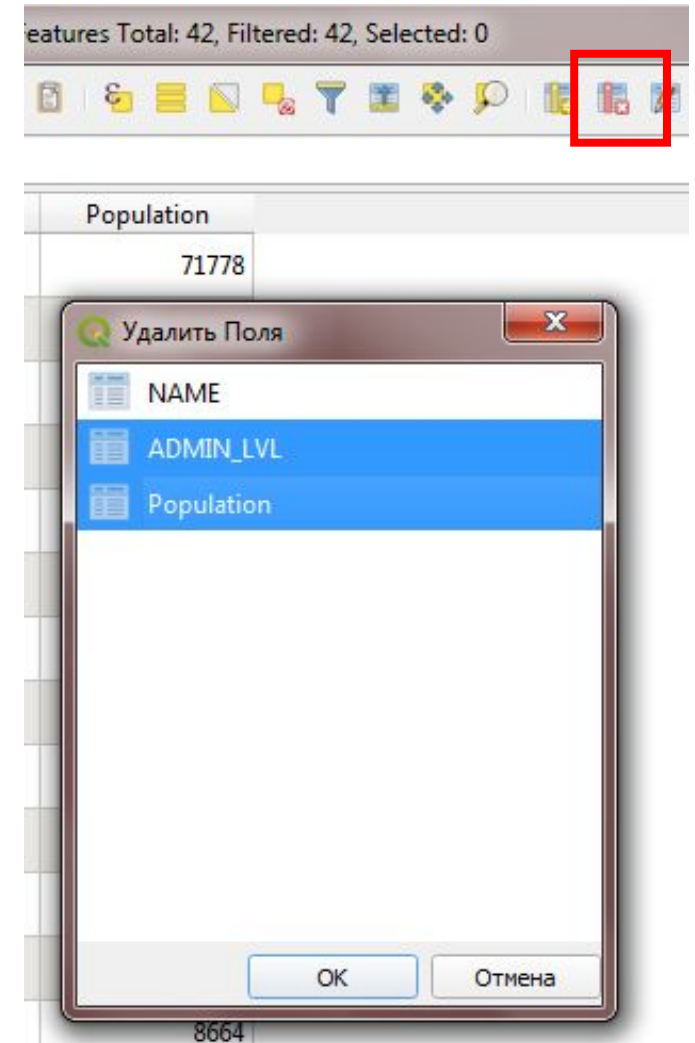 eatures Total: 42, Filtered: 42, Selected: 0
Population
71778
Удалить Поля
NAME
ADMIN_LVL
Population
OK
Отмена
8664